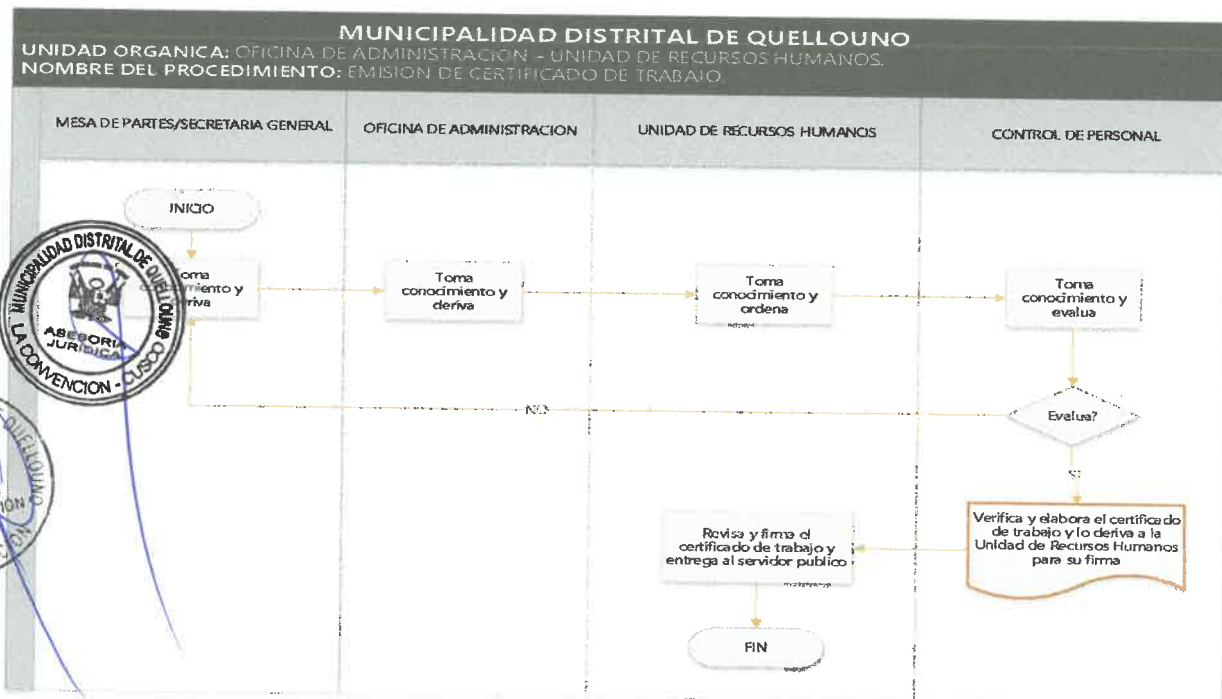 MUNICIPALIDAD DISTRITAL DE QUELLOUNO
UNIDAD ORGANICA: OFICINA DE ADMINISTRACION - UNIDAD DE RECURSOS HUMANOS.
NOMBRE DEL PROCEDIMIENTO: EMISION DE CERTIFICADO DE TRABAJO.
MESA DE PARTES/SECRETARIA GENERAL
OFICINA DE ADMINISTRACION
UNIDAD DE RECURSOS HUMANOS
CONTROL DE PERSONAL
INICIO
Toma
miento y
eriva
Toma
conocimiento y
deriva
Toma
conocimiento y
ordena
Toma
conocimiento y
evalua
MUNICIPALIDAD DISTRITAL DE QUELLOUNO
ASESORIA
JURIDICA
LA CONVENCION - CUSCO
NO
Evalua?
SI
QUELLOUNO
Verifica y elabora el certificado
de trabajo y lo deriva a la
Unidad de Recursos Humanos
para su firma
Revisa y firma el
certificado de trabajo y
entrega al servidor publico
FIN